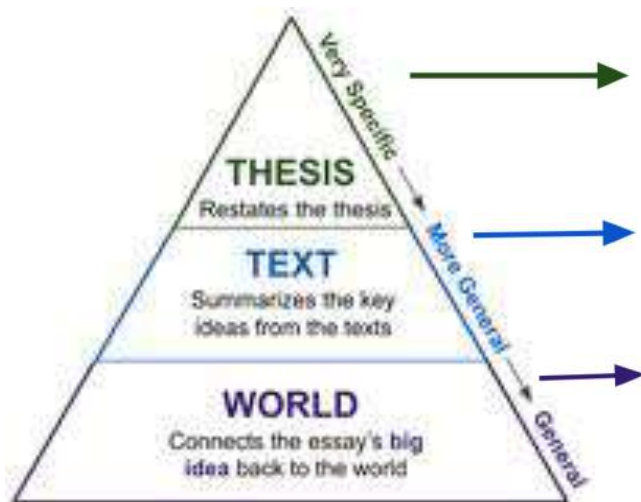 Very Specific
THESIS
Restates the thesis
More General
TEXT
Summarizes the key
ideas from the texts
General
WORLD
Connects the essay's big
idea back to the world